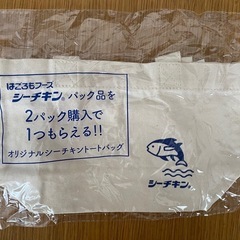 はごろもフーズ
シーチキン®パック品を
2パック購入で
1つもらえる!!
オリジナルシーチキントートバッグ
シーチキン®